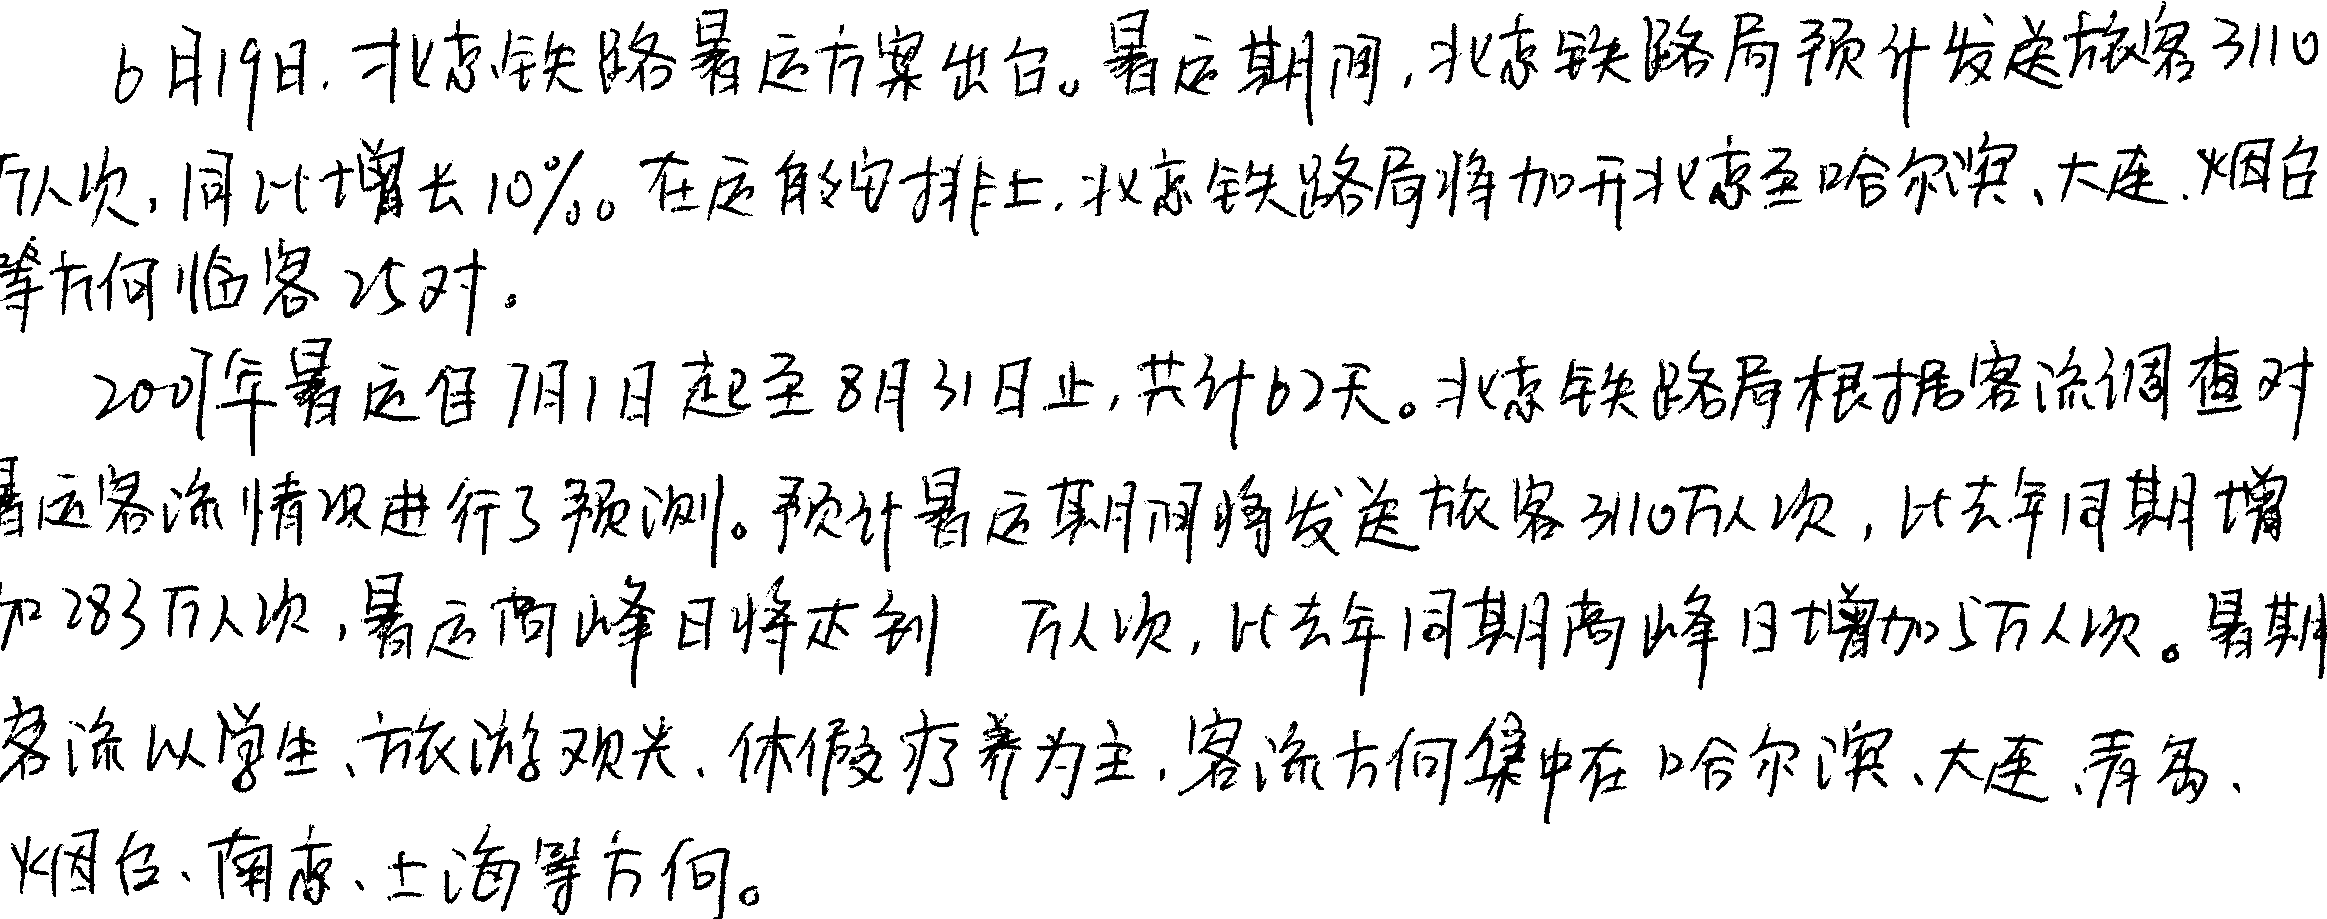 6月19日,北京铁路暑运方案出台。暑运期间,北京铁路局预计发送旅客3110
万人次,同比增长10%。在运能安排上,北京铁路局将加开北京至哈尔滨、大连、烟台
等方向临客25对。
2007年暑运自7月1日起至8月31日止,共计62天。北京铁路局根据客流调查对
暑运客流情况进行了预测。预计暑运期间将发送旅客3110万人次,比去年同期增
加283万人次,暑运高峰日将达到 万人次,比去年同期高峰日增加5万人次。暑期
客流以学生、旅游观光、休假疗养为主,客流方向集中在哈尔滨、大连、青岛、
烟台、南京、上海等方向。